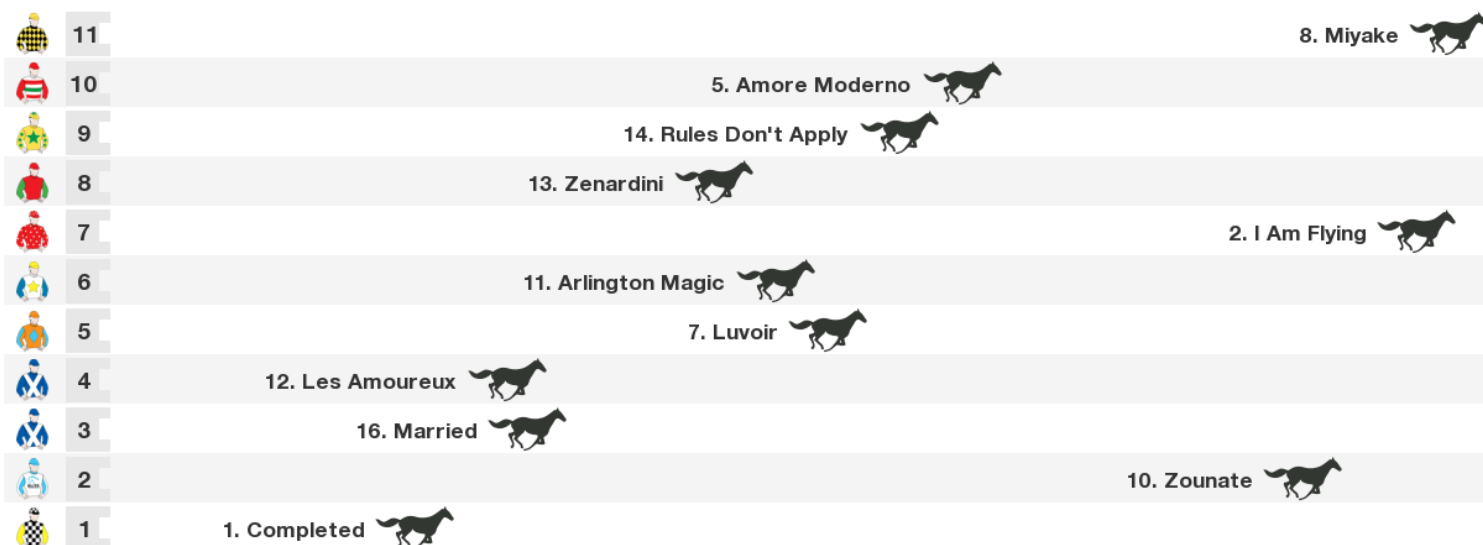 11 8. Miyake
10 5. Amore Moderno
9 14. Rules Don't Apply
8 13. Zenardini
7 2. I Am Flying
6 11. Arlington Magic
5 7. Luvoir
4 12. Les Amoureux
3 16. Married
2 10. Zounate
1 1. Completed